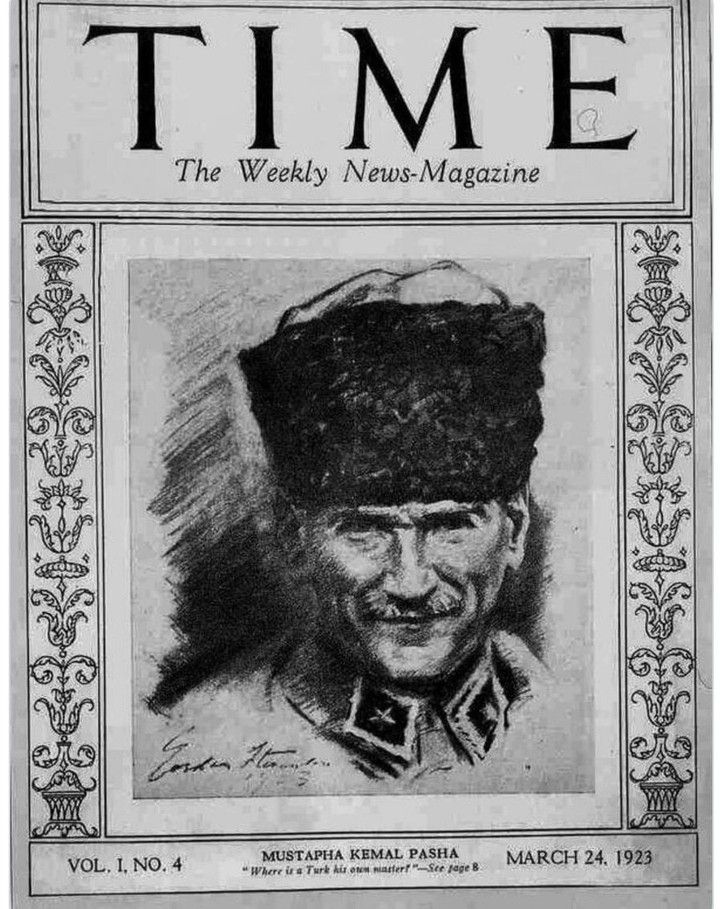 TIME
The Weekly News-Magazine
1923
VOL. I, NO. 4
MUSTAPHA KEMAL PASHA
"Where is a Turk his own master?"—See page 8
MARCH 24, 1923